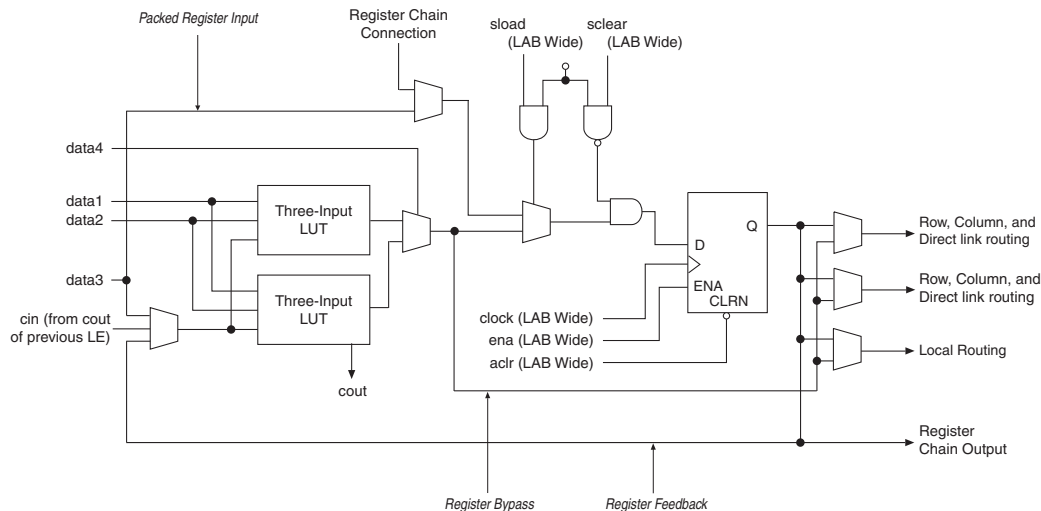 Packed Register Input
Register Chain
Connection
sload
(LAB Wide)
sclear
(LAB Wide)
data4
data1
data2
Three-Input
LUT
data3
Three-Input
LUT
cin (from cout
of previous LE)
cout
Q
D
ENA
CLRN
clock (LAB Wide)
ena (LAB Wide)
aclr (LAB Wide)
Row, Column, and
Direct link routing
Row, Column, and
Direct link routing
Local Routing
Register
Chain Output
Register Bypass
Register Feedback